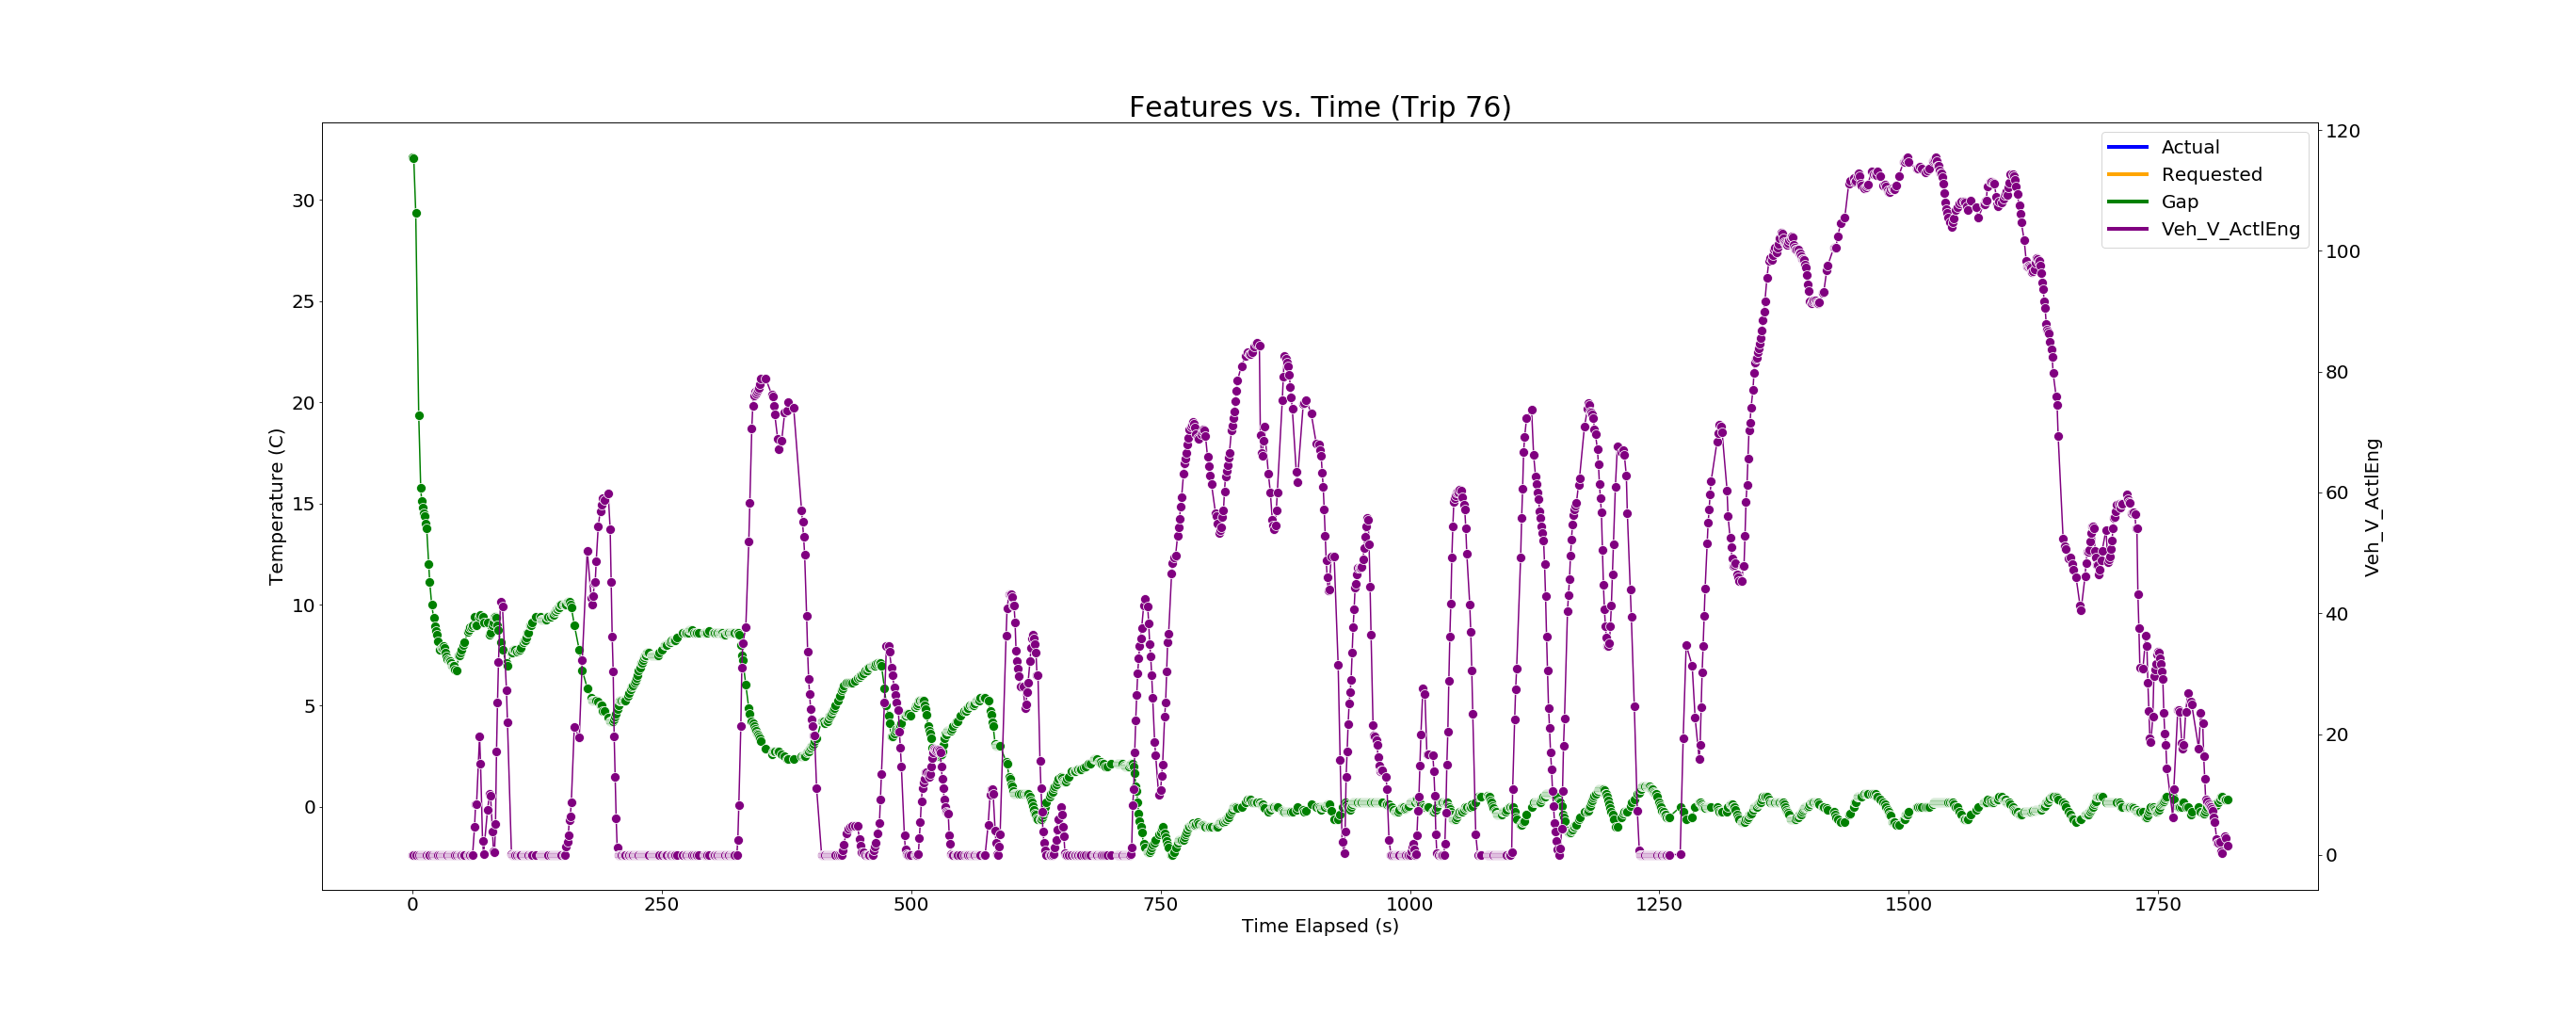 Features vs. Time (Trip 76)
Actual
Requested
Gap
Veh_V_ActlEng
Temperature (C)
30
25
20
15
10
5
0
120
100
80
60
40
20
0
Veh_V_ActlEng
0 250 500 750 1000 1250 1500 1750
Time Elapsed (s)